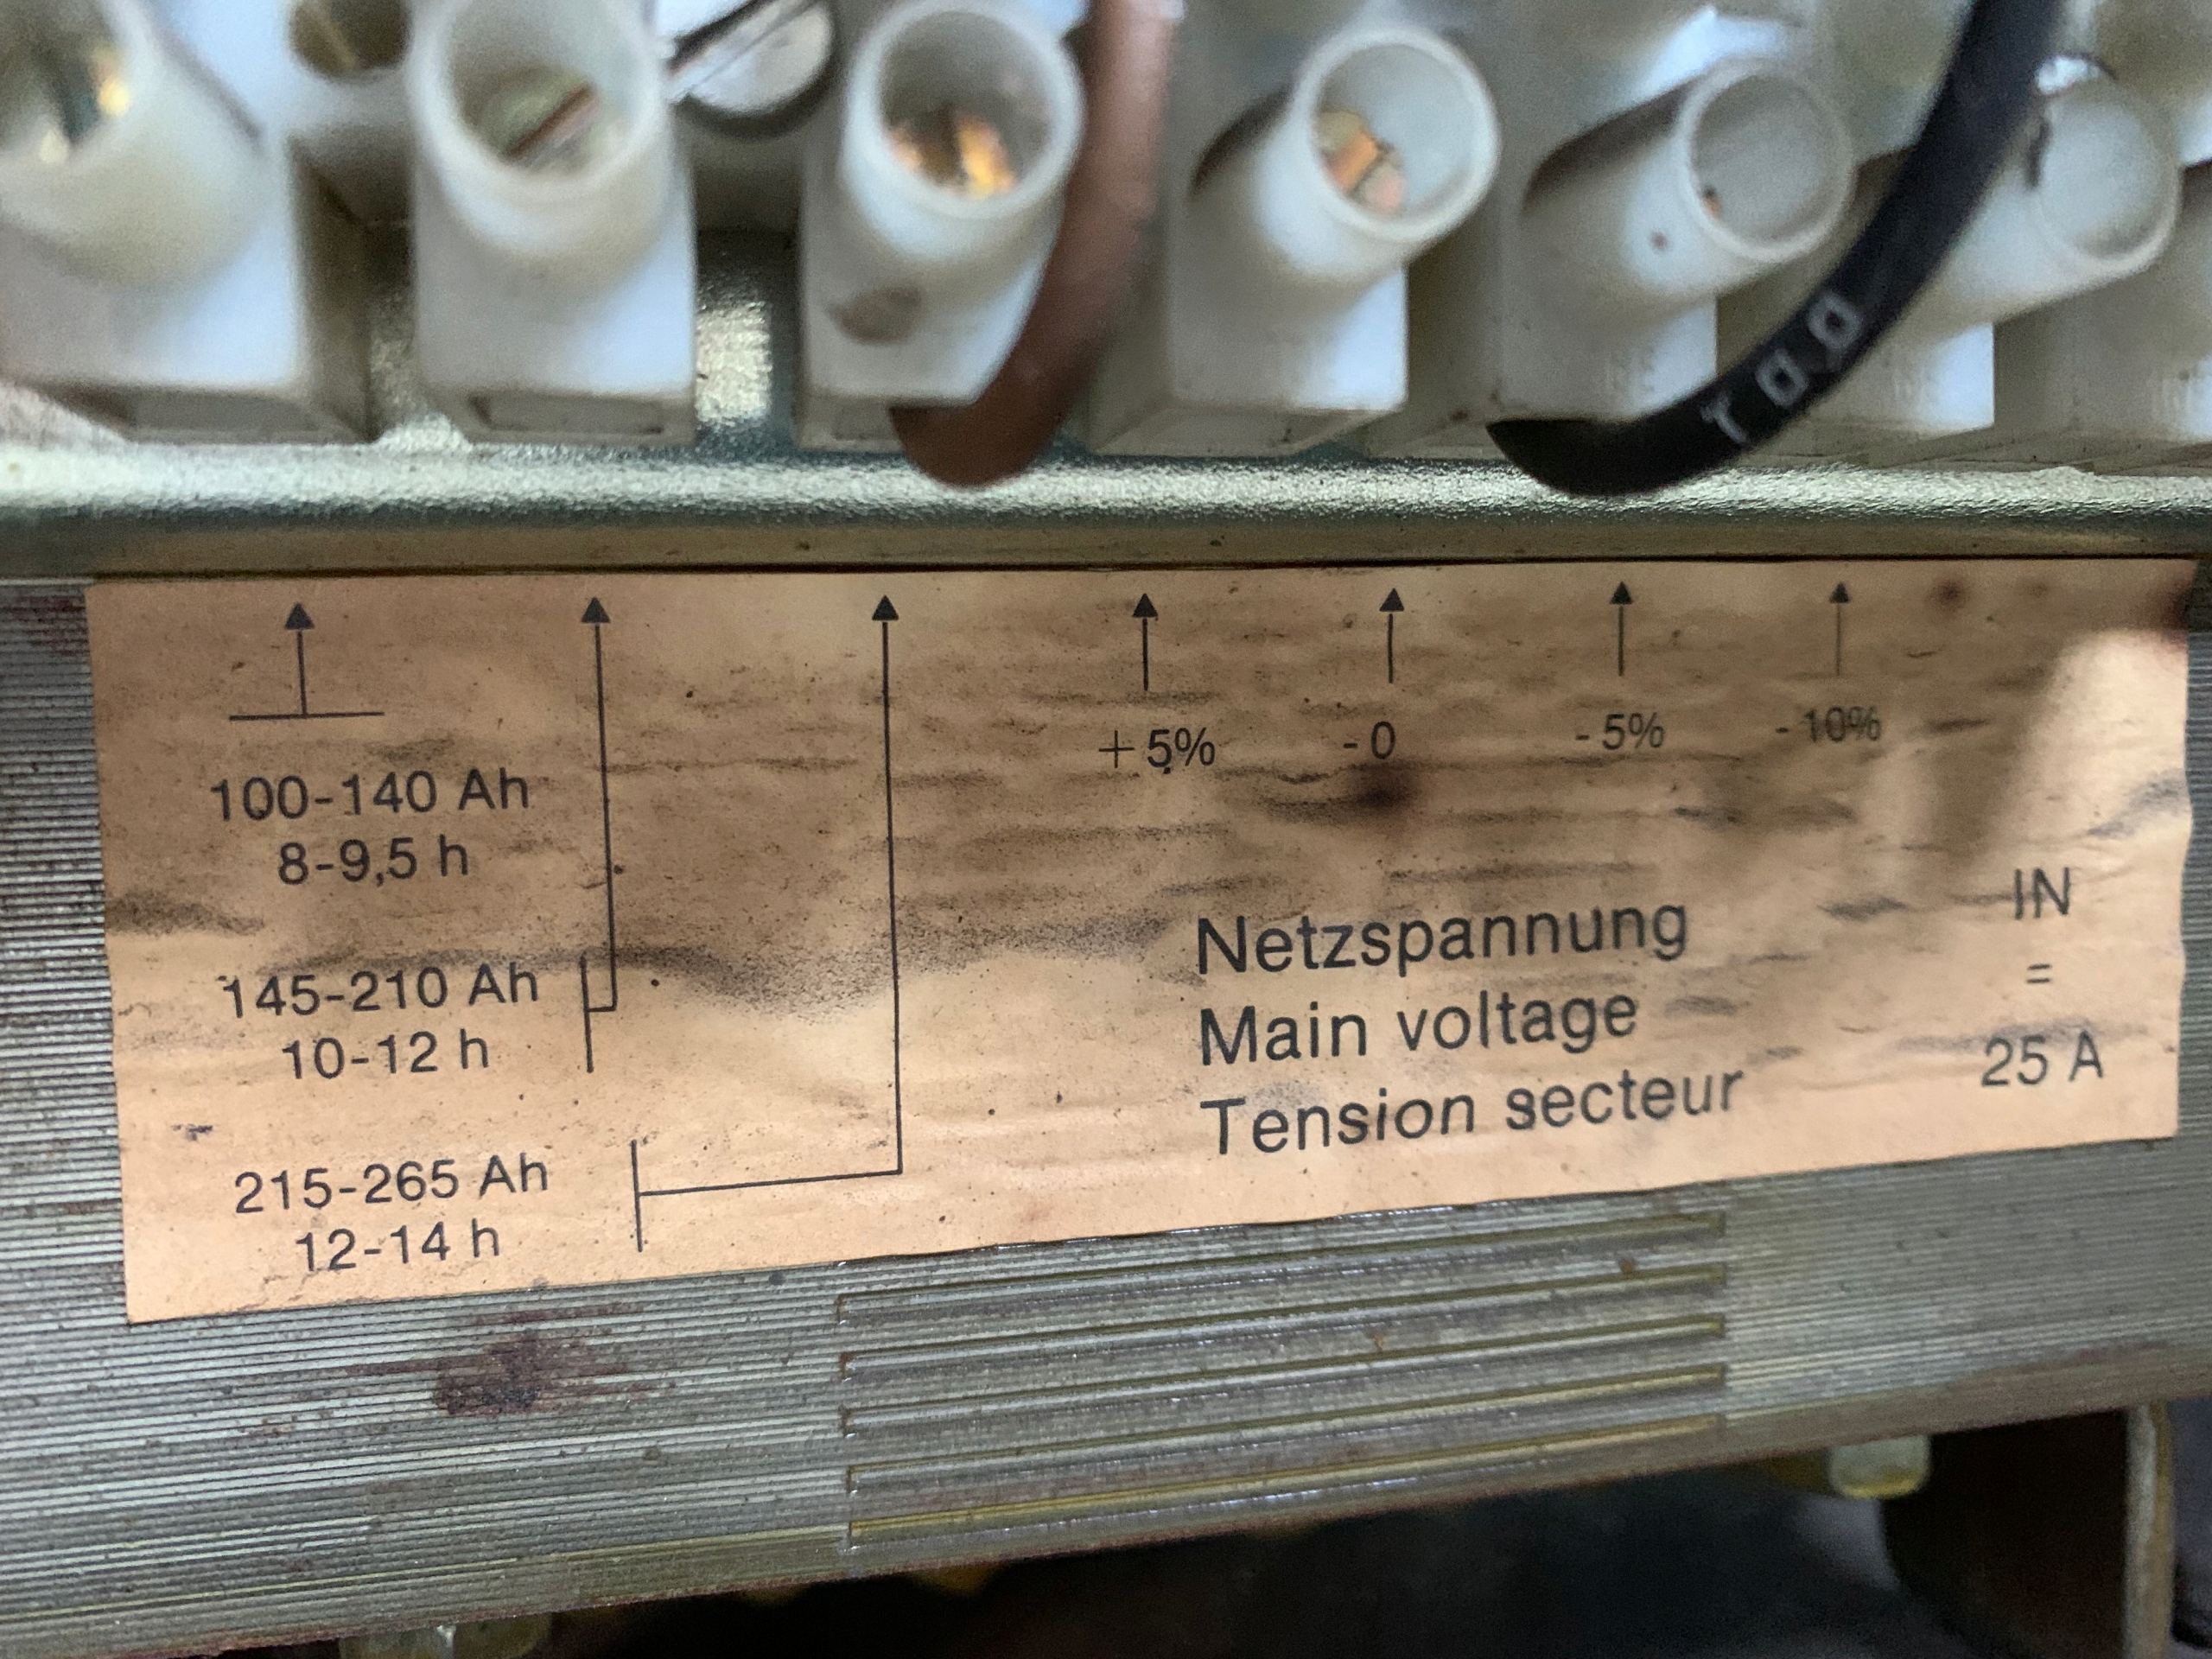 +5%
-0
-5%
-10%
100-140 Ah
8-9,5 h
145-210 Ah
10-12 h
215-265 Ah
12-14 h
Netzspannung
Main voltage
Tension secteur
IN
=
25 A